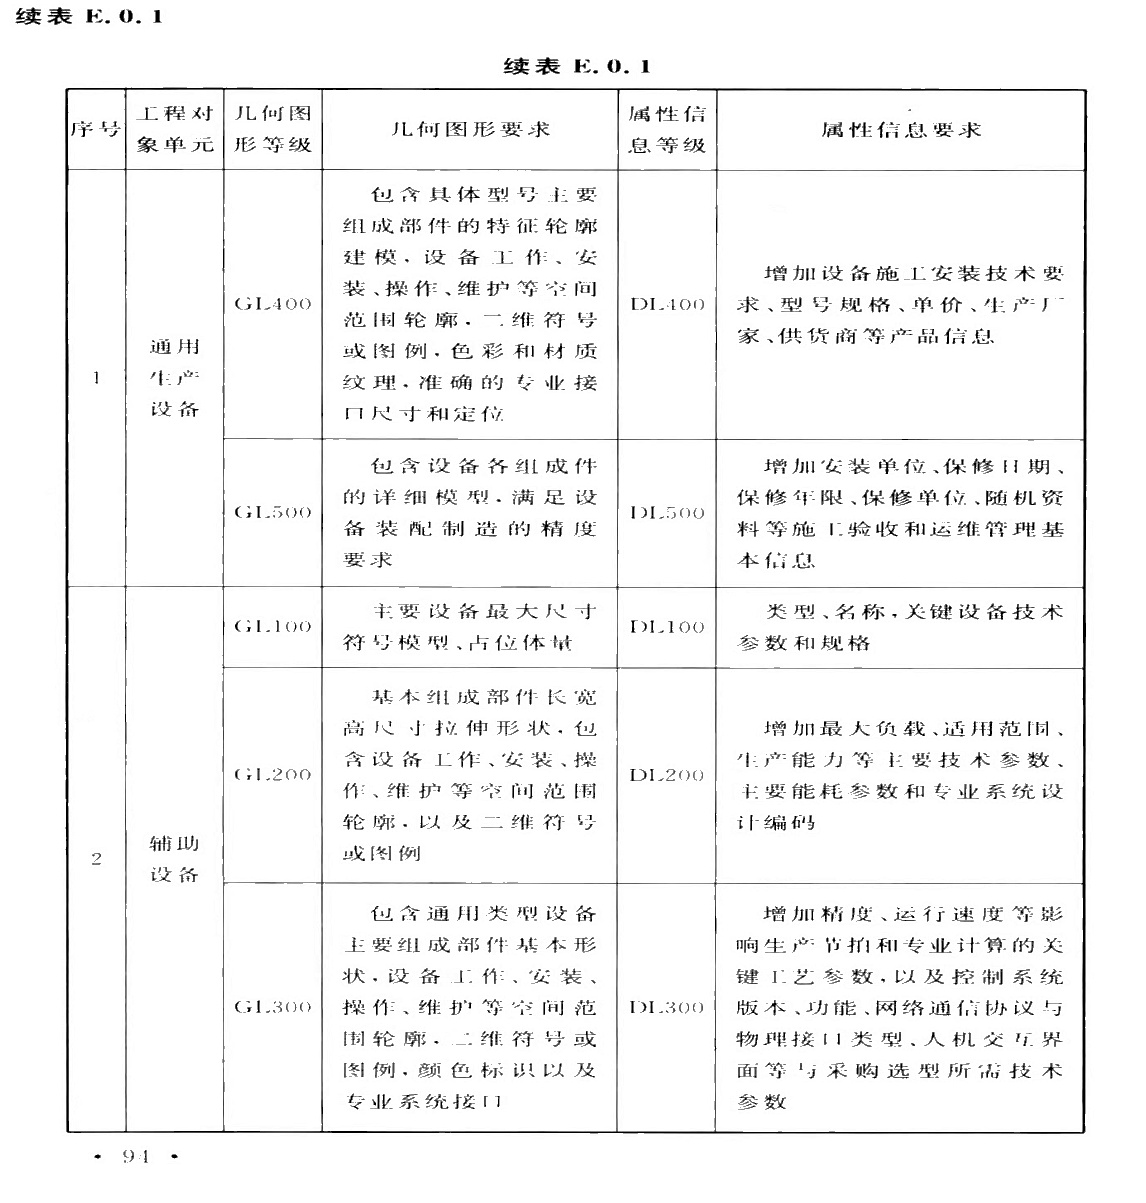 续表 E.0.1
续表 E.0.1
序号
工程对
象单元
几何图
形等级
几何图形要求
属性信
息等级
属性信息要求
1
通用
生产
设备
GL400
包含具体型号主要
组成部件的特征轮廓
建模,设备工作、安
装、操作、维护等空间
范围轮廓,二维符号
或图例,色彩和材质
纹理,准确的专业接
口尺寸和定位
DL400
增加设备施工安装技术要
求、型号规格、单价、生产厂
家、供货商等产品信息
GL500
包含设备各组成件
的详细模型,满足设
备装配制造的精度
要求
DL500
增加安装单位、保修日期、
保修年限、保修单位、随机资
料等施工验收和运维管理基
本信息
2
辅助
设备
GL100
主要设备最大尺寸
符号模型、占位体量
DL100
类型、名称,关键设备技术
参数和规格
GL200
基本组成部件长宽
高尺寸拉伸形状,包
含设备工作、安装、操
作、维护等空间范围
轮廓,以及二维符号
或图例
DL200
增加最大负载、适用范围、
生产能力等主要技术参数、
主要能耗参数和专业系统设
计编码
GL300
包含通用类型设备
主要组成部件基本形
状,设备工作、安装、
操作、维护等空间范
围轮廓,二维符号或
图例,颜色标识以及
专业系统接口
DL300
增加精度、运行速度等影
响生产节拍和专业计算的关
键工艺参数,以及控制系统
版本、功能、网络通信协议与
物理接口类型、人机交互界
面等与采购选型所需技术
参数
· 94 ·